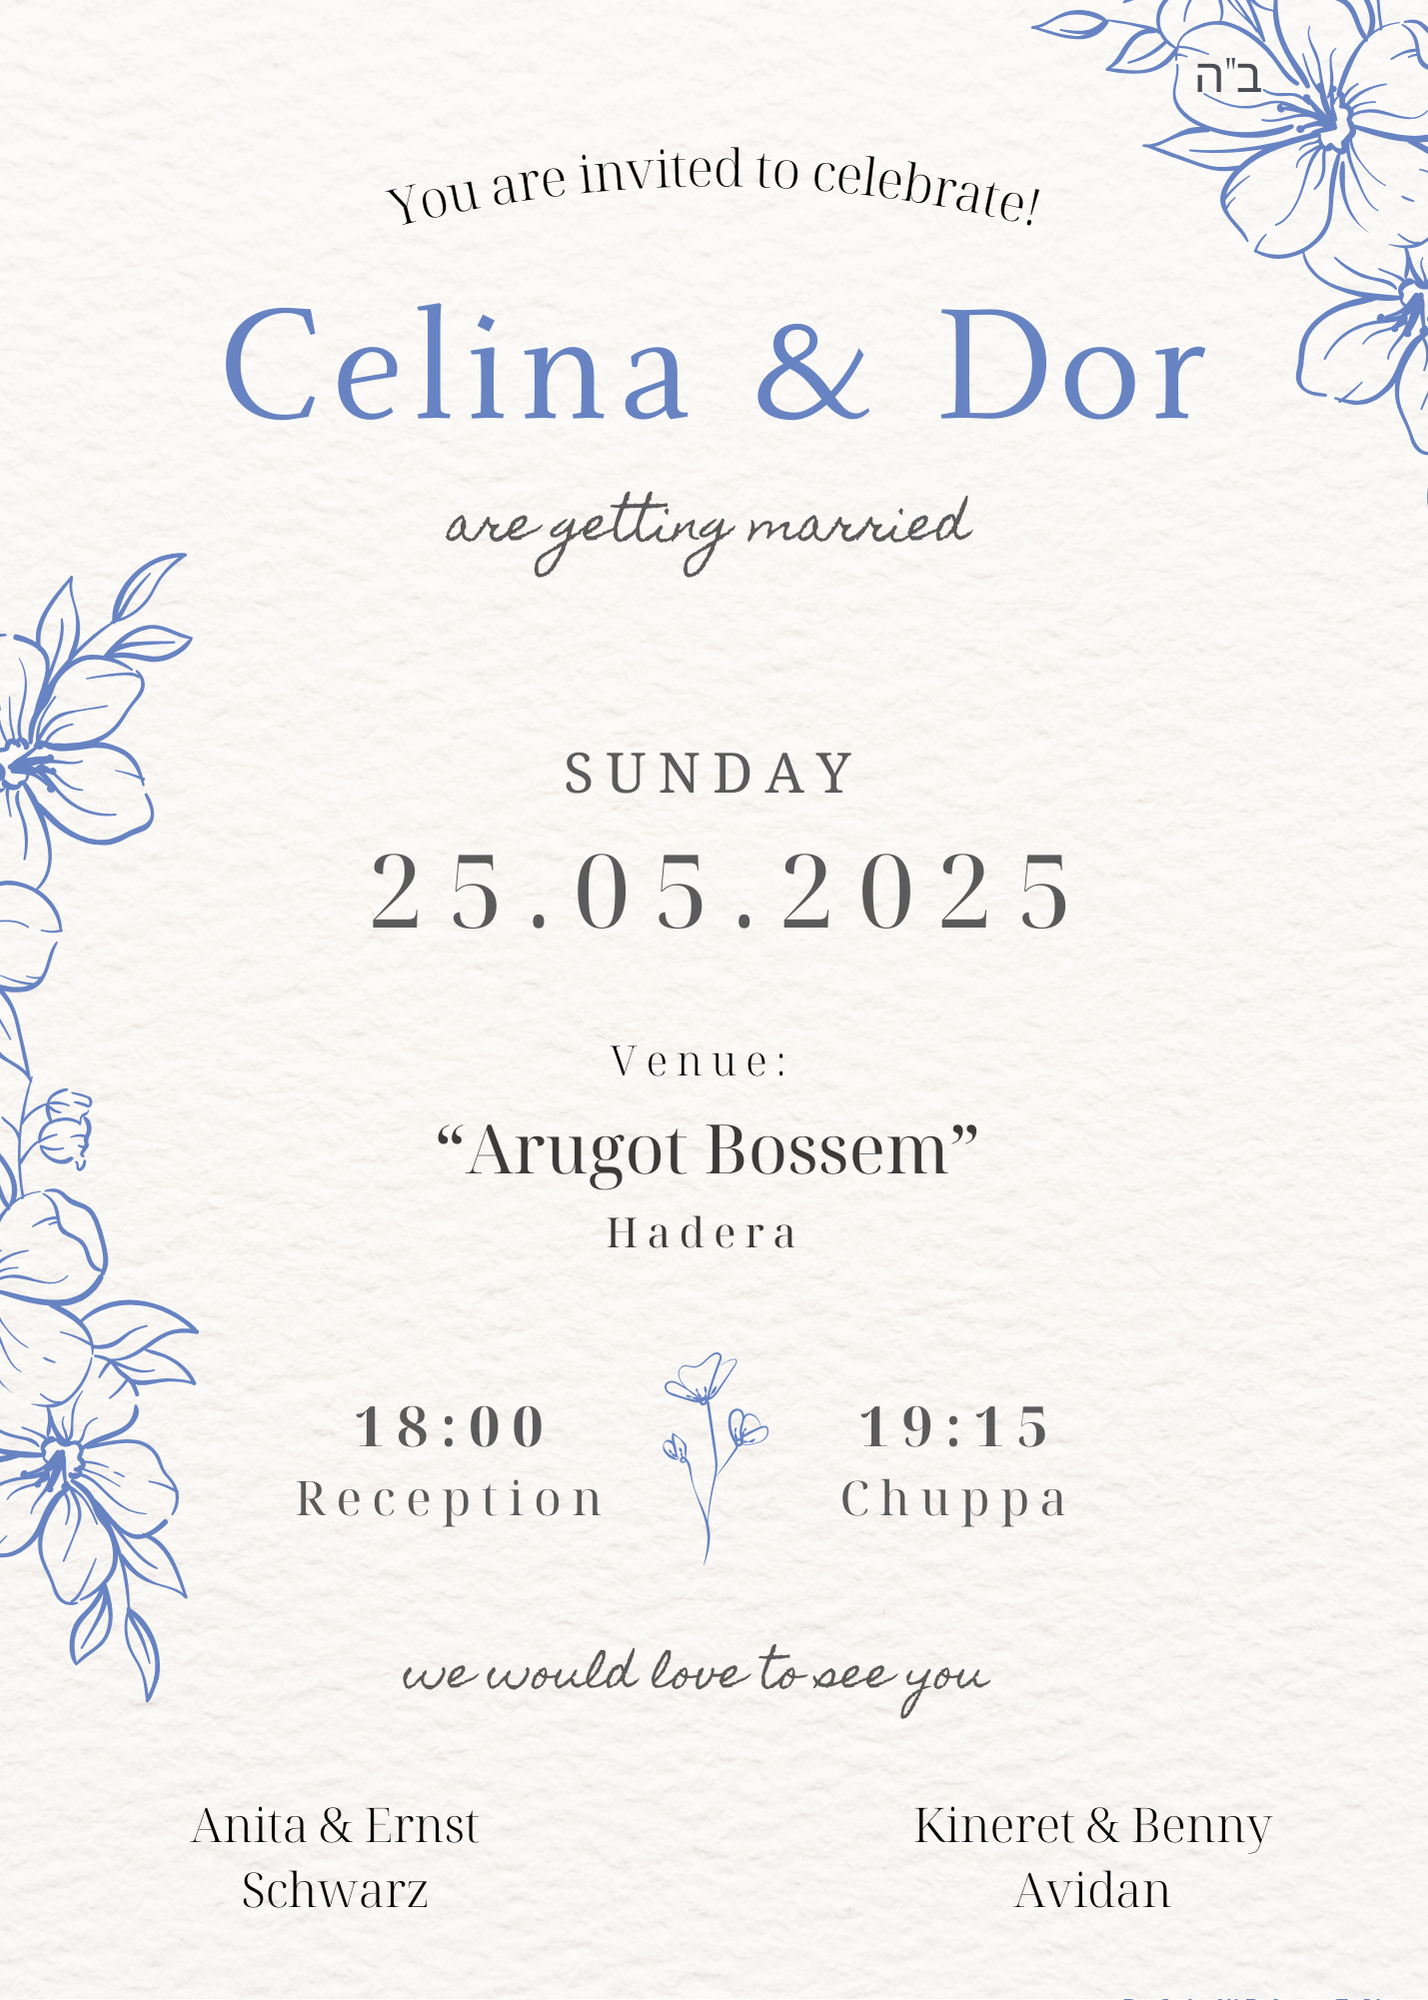 ב"ה
You are invited to celebrate!
Celina & Dor
are getting married
SUNDAY
25.05.2025
Venue:
“Arugot Bossem”
Hadera
18:00
Reception
19:15
Chuppa
we would love to see you
Anita & Ernst
Schwarz
Kineret & Benny
Avidan